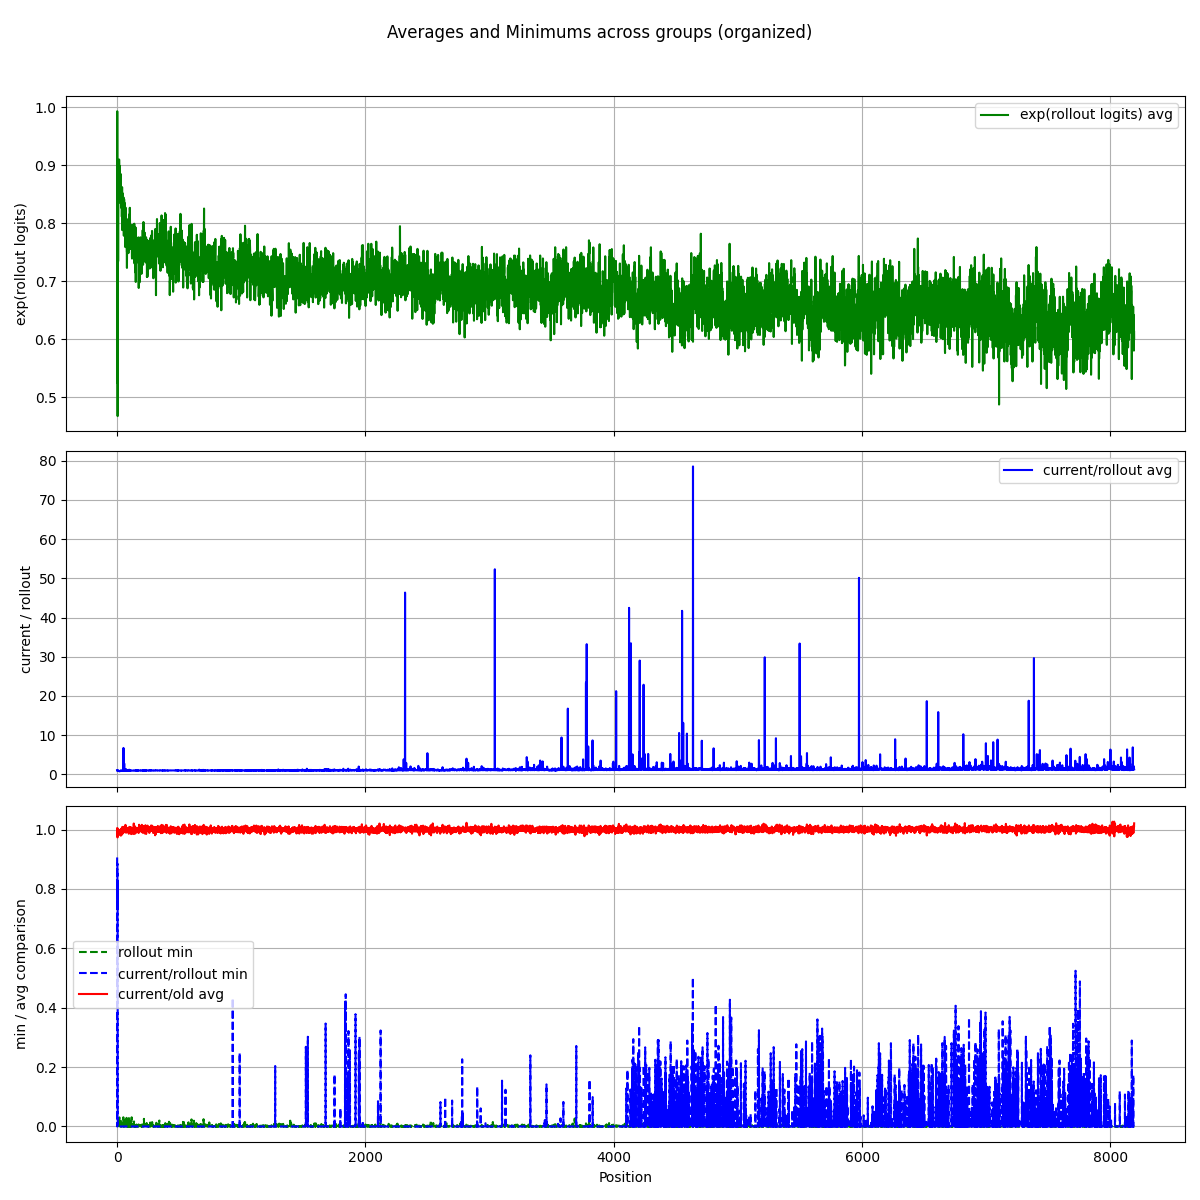 Averages and Minimums across groups (organized)
exp(rollout logits)
1.0
0.9
0.8
0.7
0.6
0.5
exp(rollout logits) avg
current / rollout
80
70
60
50
40
30
20
10
0
current/rollout avg
min / avg comparison
1.0
0.8
0.6
0.4
0.2
0.0
rollout min
current/rollout min
current/old avg
0
2000
4000
6000
8000
Position